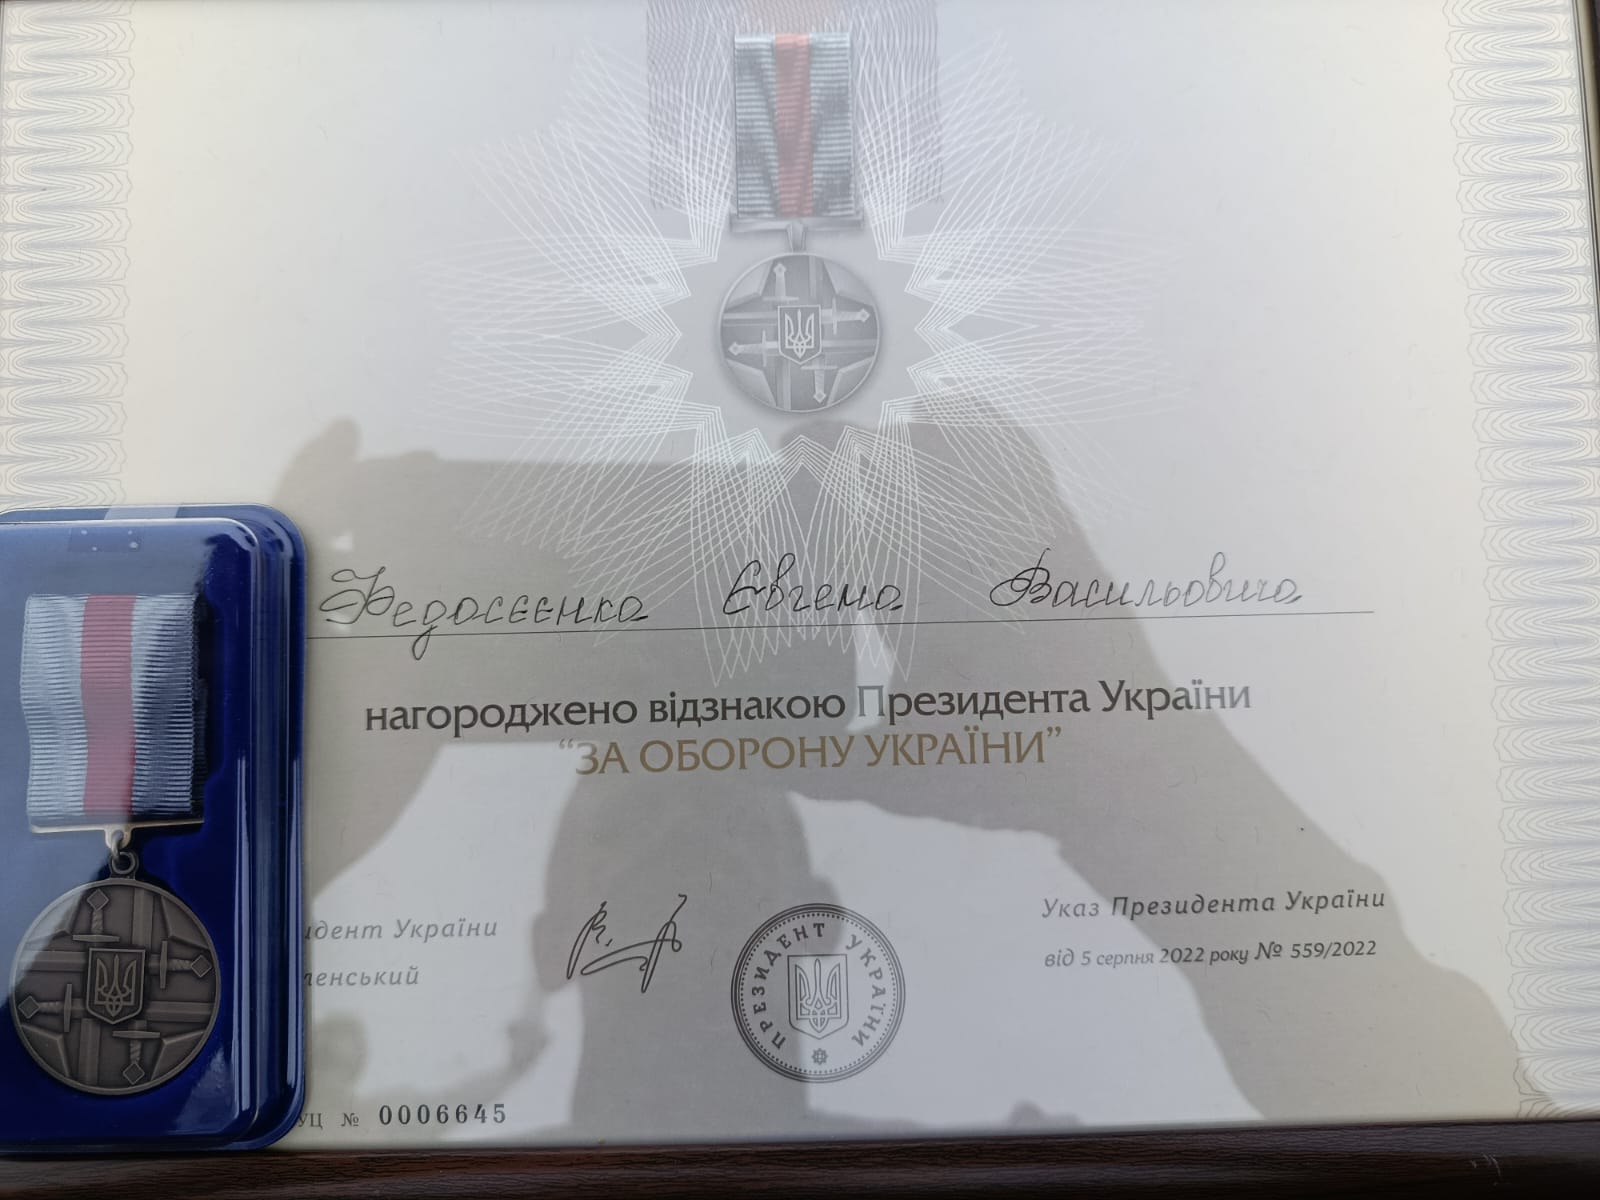 Федосєєнка Євгена Васильовича
нагороджено відзнакою Президента України
“ЗА ОБОРОНУ УКРАЇНИ”
идент України
ленський
ПРЕЗИДЕНТ УКРАЇНИ
Указ Президента України
від 5 серпня 2022 року № 559/2022
УЦ № 0006645